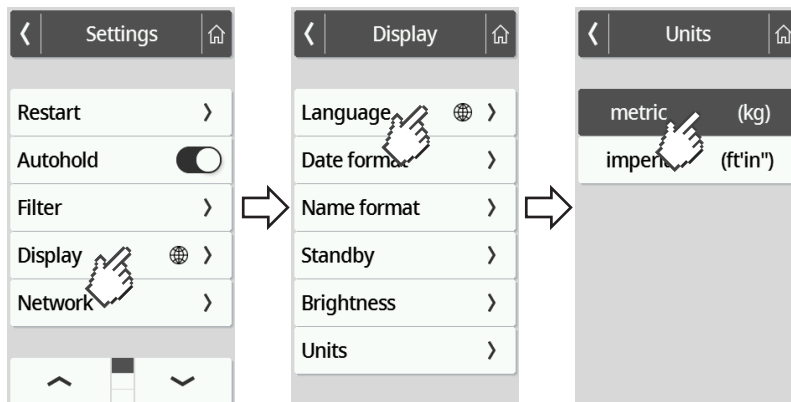 Settings
Restart
Autohold
Filter
Display
Network
Display
Language
Date format
Name format
Standby
Brightness
Units
Units
metric (kg)
imperial (ft'in")